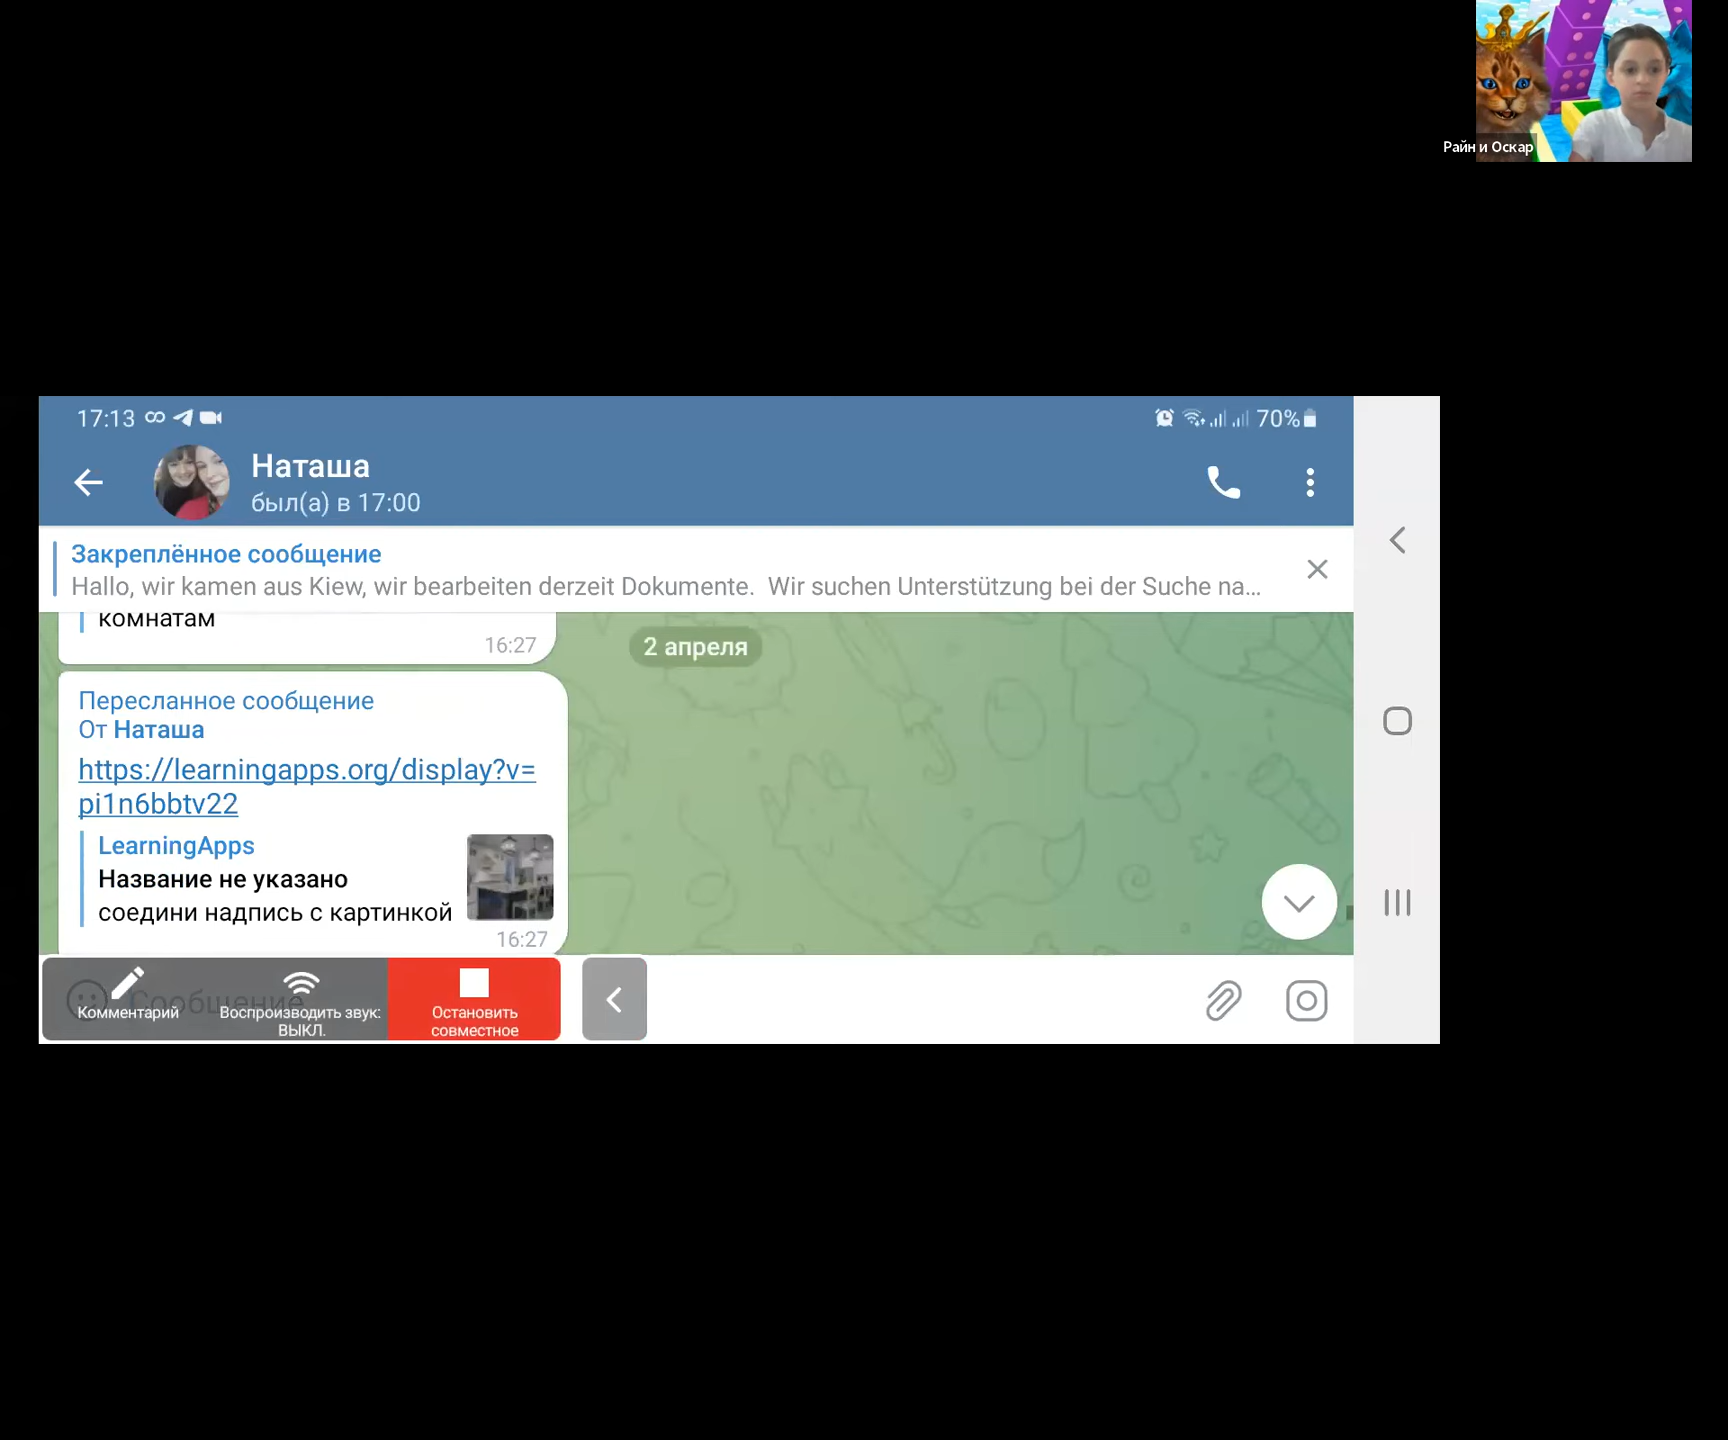 Райн и Оскар
17:13
70%
Наташа
был(а) в 17:00
Закреплённое сообщение
Hallo, wir kamen aus Kiew, wir bearbeiten derzeit Dokumente.  Wir suchen Unterstützung bei der Suche na...
комнатам
16:27
2 апреля
Пересланное сообщение
От Наташа
https://learningapps.org/display?v=
pi1n6bbtv22
LearningApps
Название не указано
соедини надпись с картинкой
16:27
Сообщение
Комментарий
Воспроизводить звук:
ВЫКЛ.
Остановить
совместное